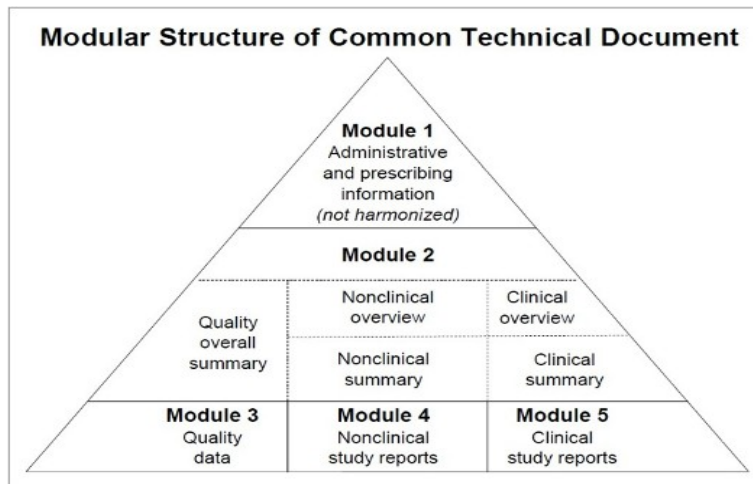 Modular Structure of Common Technical Document
Module 1
Administrative
and prescribing
information
(not harmonized)
Module 2
Quality
overall
summary
Nonclinical
overview
Clinical
overview
Nonclinical
summary
Clinical
summary
Module 3
Quality
data
Module 4
Nonclinical
study reports
Module 5
Clinical
study reports